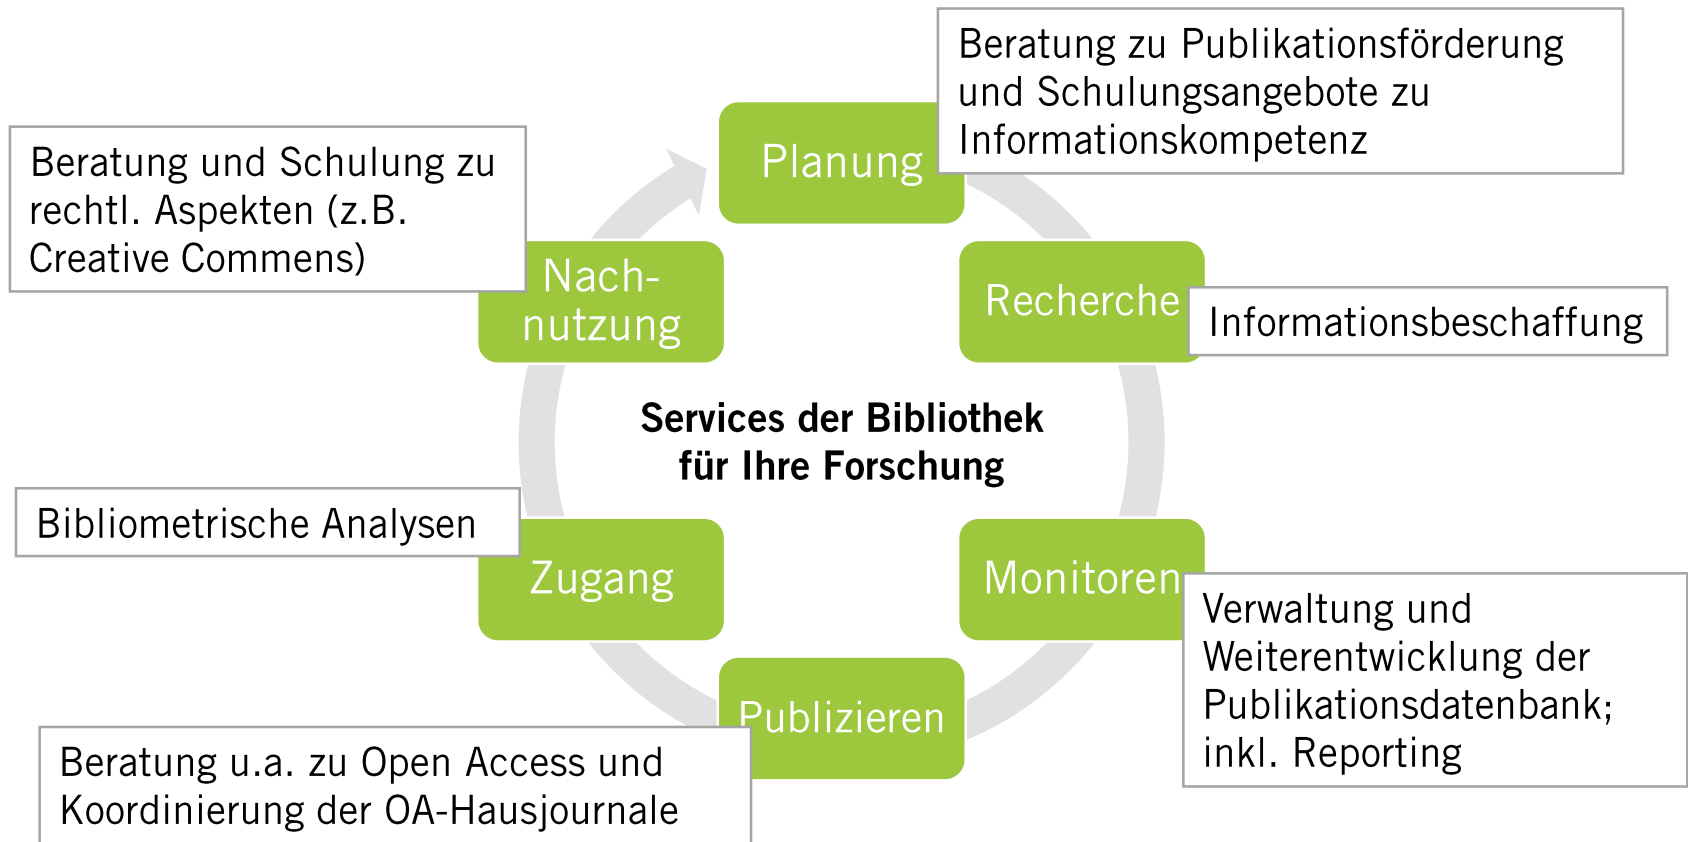 Beratung zu Publikationsförderung
und Schulungsangebote zu
Informationskompetenz
Planung
Recherche
Informationsbeschaffung
Monitoren
Verwaltung und
Weiterentwicklung der
Publikationsdatenbank;
inkl. Reporting
Publizieren
Beratung u.a. zu Open Access und
Koordinierung der OA-Hausjournale
Zugang
Bibliometrische Analysen
Nach-
nutzung
Beratung und Schulung zu
rechtl. Aspekten (z.B.
Creative Commens)
Services der Bibliothek
für Ihre Forschung